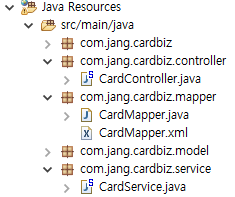 Java Resources
src/main/java
com.jang.cardbiz
com.jang.cardbiz.controller
CardController.java
com.jang.cardbiz.mapper
CardMapper.java
CardMapper.xml
com.jang.cardbiz.model
com.jang.cardbiz.service
CardService.java